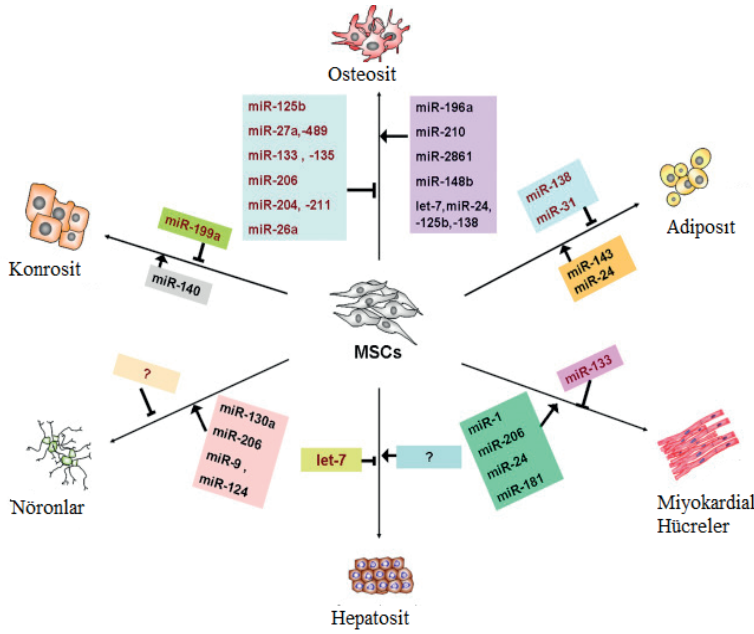 Osteosit
miR-125b
miR-27a,-489
miR-133 , -135
miR-206
miR-204, -211
miR-26a
miR-196a
miR-210
miR-2861
miR-148b
let-7,miR-24,
-125b,-138
miR-138
miR-31
Adiposit
miR-143
miR-24
Konrosit
miR-199a
miR-140
MSCs
?
miR-130a
miR-206
miR-9 ,
miR-124
Nöronlar
let-7
?
miR-1
miR-206
miR-24
miR-181
miR-133
Miyokardial
Hücreler
Hepatosit